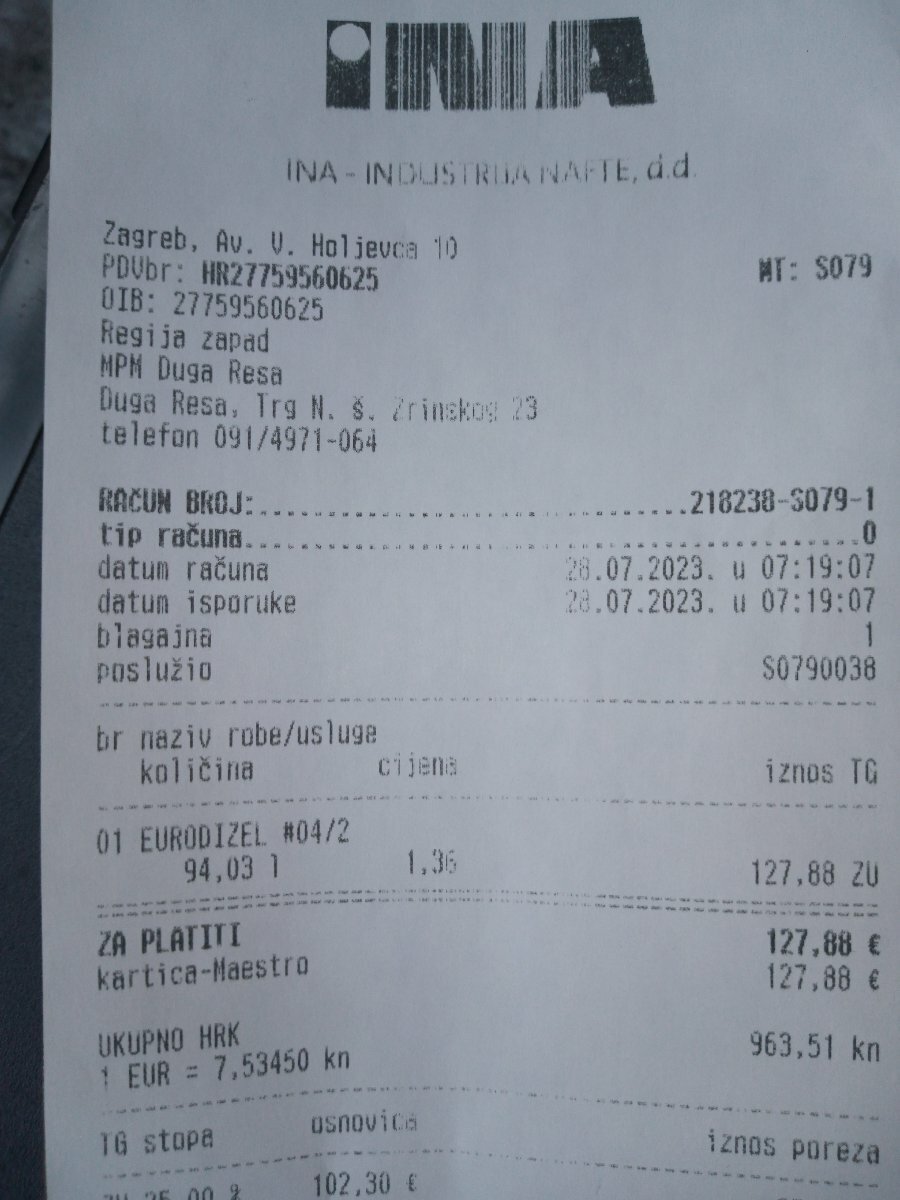 INA
INA - INDUSTRIJA NAFTE, d.d.
Zagreb, Av. V. Holjevca 10
PDVbr: HR27759560625
MT: S079
OIB: 27759560625
Regija zapad
MPM Duga Resa
Duga Resa, Trg N. š. Zrinskog 23
telefon 091/4971-064
RAČUN BROJ:..............................218238-S079-1
tip računa..........................................0
datum računa 28.07.2023. u 07:19:07
datum isporuke 28.07.2023. u 07:19:07
blagajna 1
poslužio S0790038
br naziv robe/usluge
količina cijena iznos TG
01 EURODIZEL #04/2
94,03 l 1,36 127,88 ZU
ZA PLATITI 127,88 €
kartica-Maestro 127,88 €
UKUPNO HRK 963,51 kn
1 EUR = 7,53450 kn
TG stopa osnovica iznos poreza
ZU 25,00 % 102,30 €